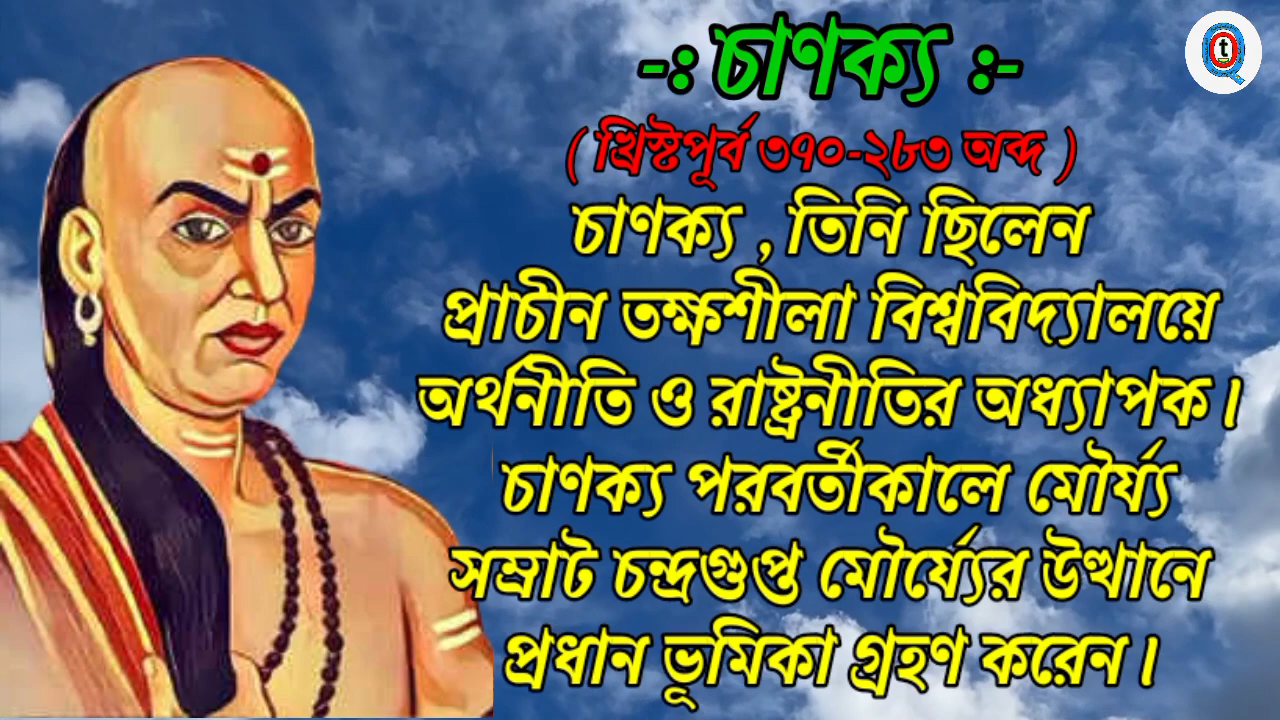 -: চাণক্য :-
( খ্রিস্টপূর্ব ৩৭০-২৮৩ অব্দ )
চাণক্য , তিনি ছিলেন
প্রাচীন তক্ষশীলা বিশ্ববিদ্যালয়ে
অর্থনীতি ও রাষ্ট্রনীতির অধ্যাপক।
চাণক্য পরবর্তীকালে মৌর্য্য
সম্রাট চন্দ্রগুপ্ত মৌর্য্যের উত্থানে
প্রধান ভূমিকা গ্রহণ করেন।